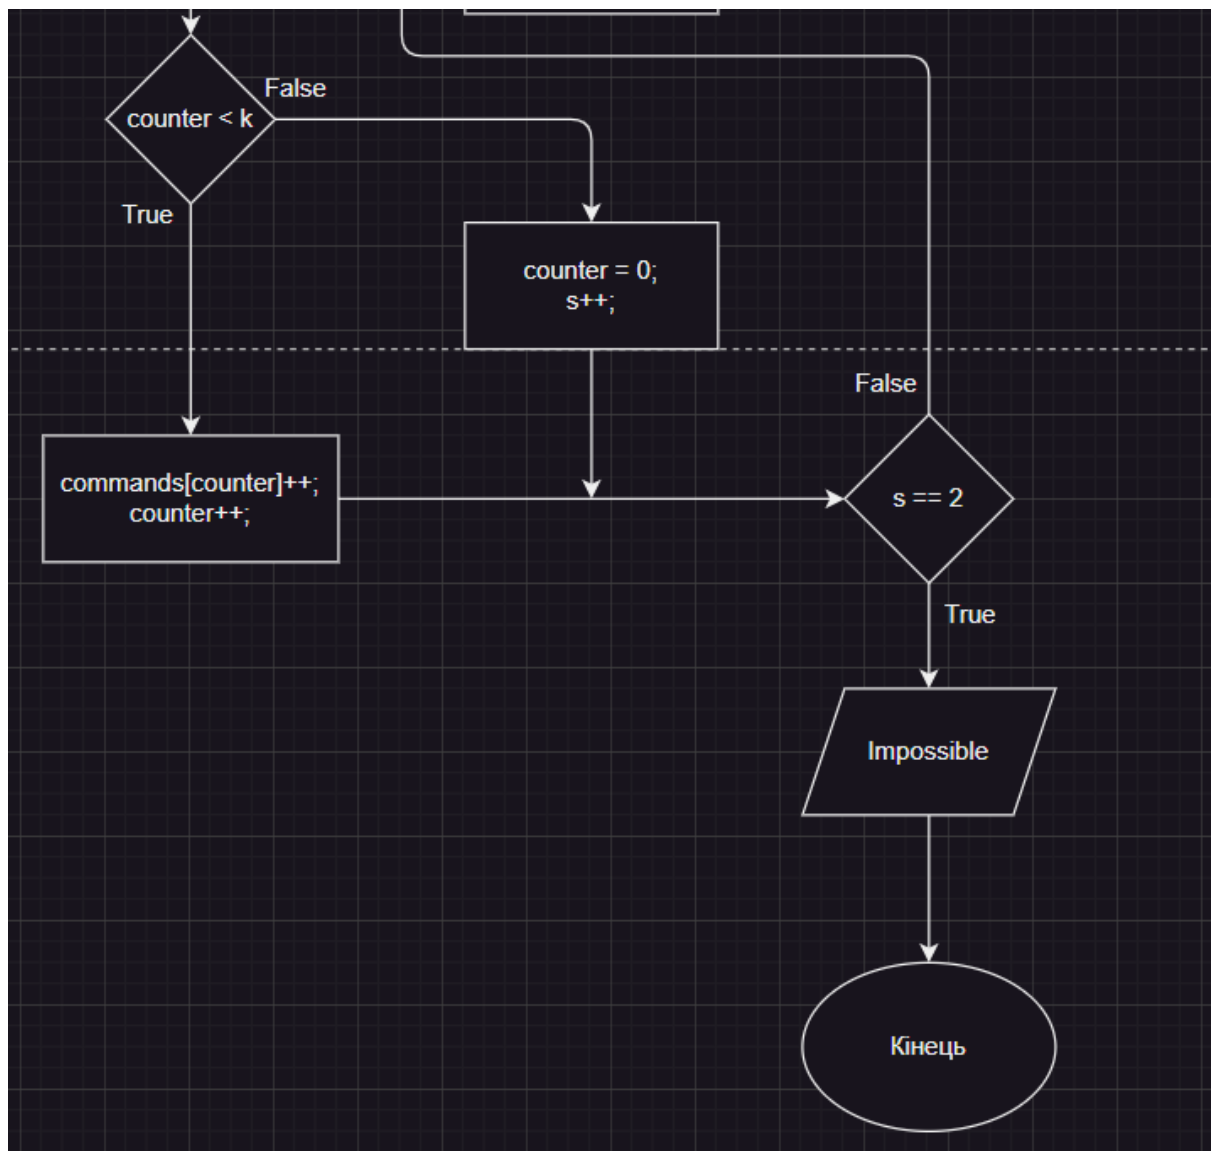 False
counter < k
True
counter = 0;
s++;
False
commands[counter]++;
counter++;
s == 2
True
Impossible
Кінець